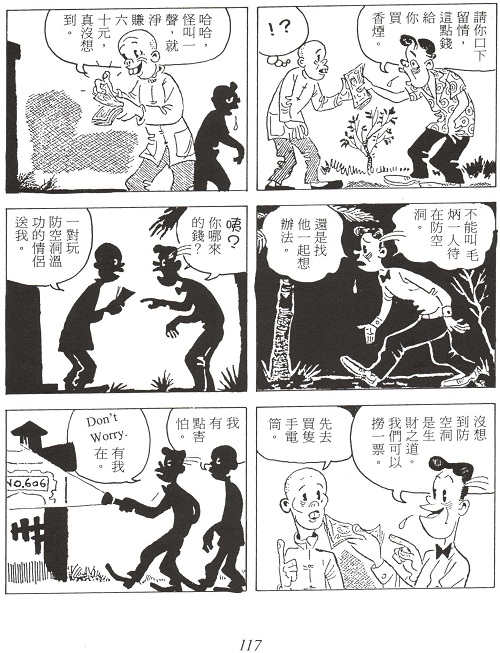 請你口下
留情，
這點錢
給你買
香煙。
!?
哈哈，
怪叫一
聲，就
淨賺六
十元，
真沒想
到。
不能叫毛
炳一人待
在防空
洞。
還是找
他一起想
辦法。
咦？
你哪來
的錢？
一對玩
防空洞溫
功的情侶
送我。
沒想
到防
空洞
是生
財之道。
我們可以
撈一票。
先去
買隻
手電
筒。
我
有
點害
怕。
Don't
Worry.
有我
在。
NO.606
117